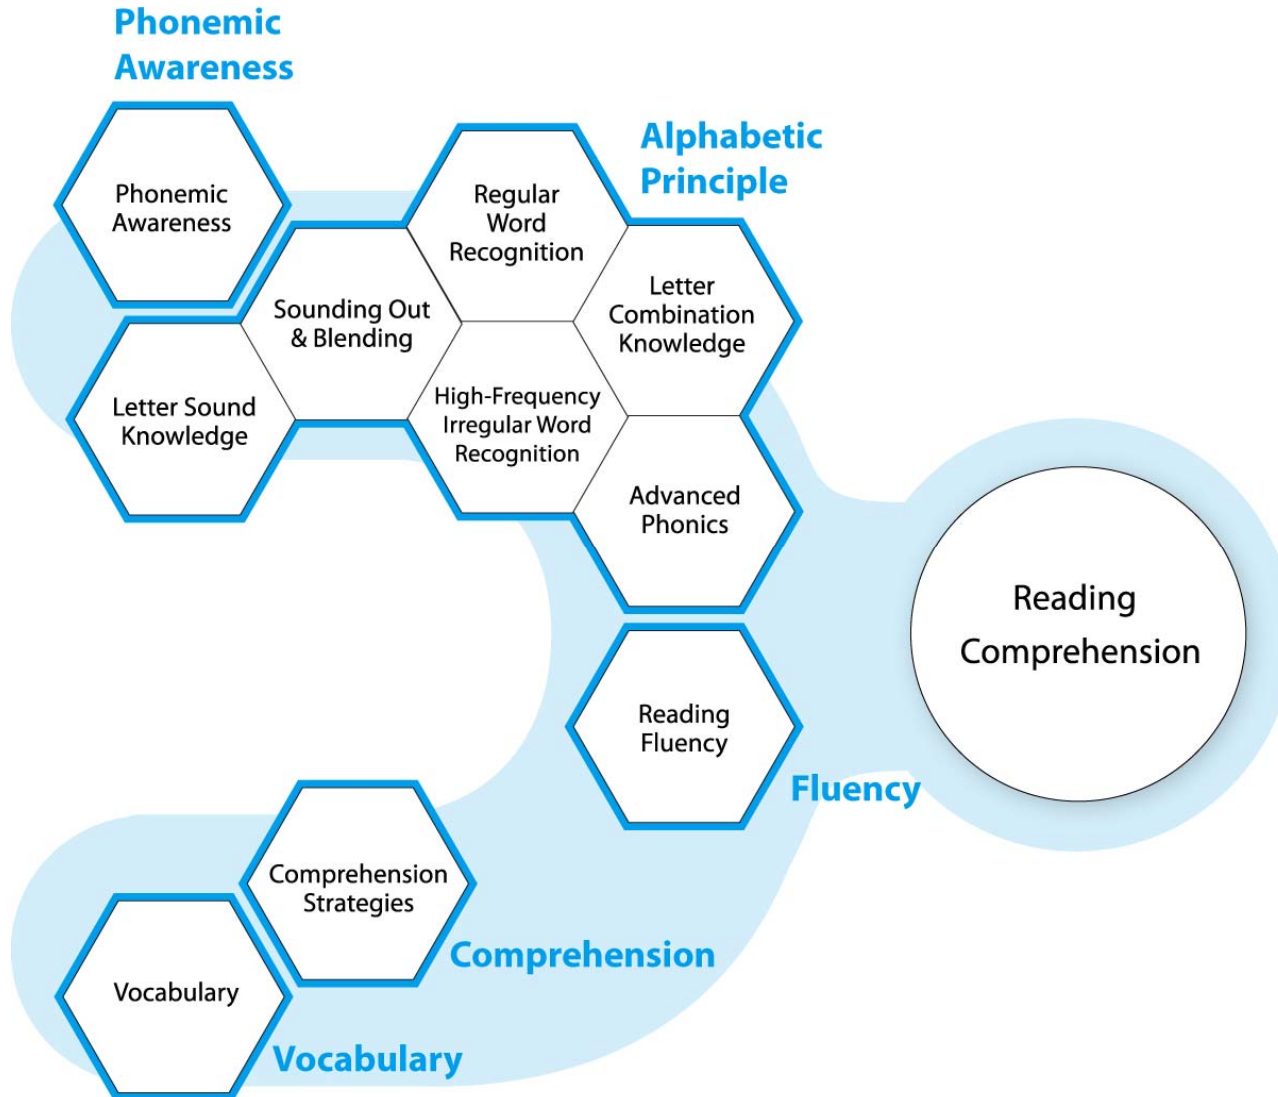 Phonemic
Awareness
Phonemic
Awareness
Alphabetic
Principle
Regular
Word
Recognition
Letter
Combination
Knowledge
Sounding Out
& Blending
High-Frequency
Irregular Word
Recognition
Letter Sound
Knowledge
Advanced
Phonics
Reading
Comprehension
Reading
Fluency
Fluency
Comprehension
Strategies
Comprehension
Vocabulary
Vocabulary